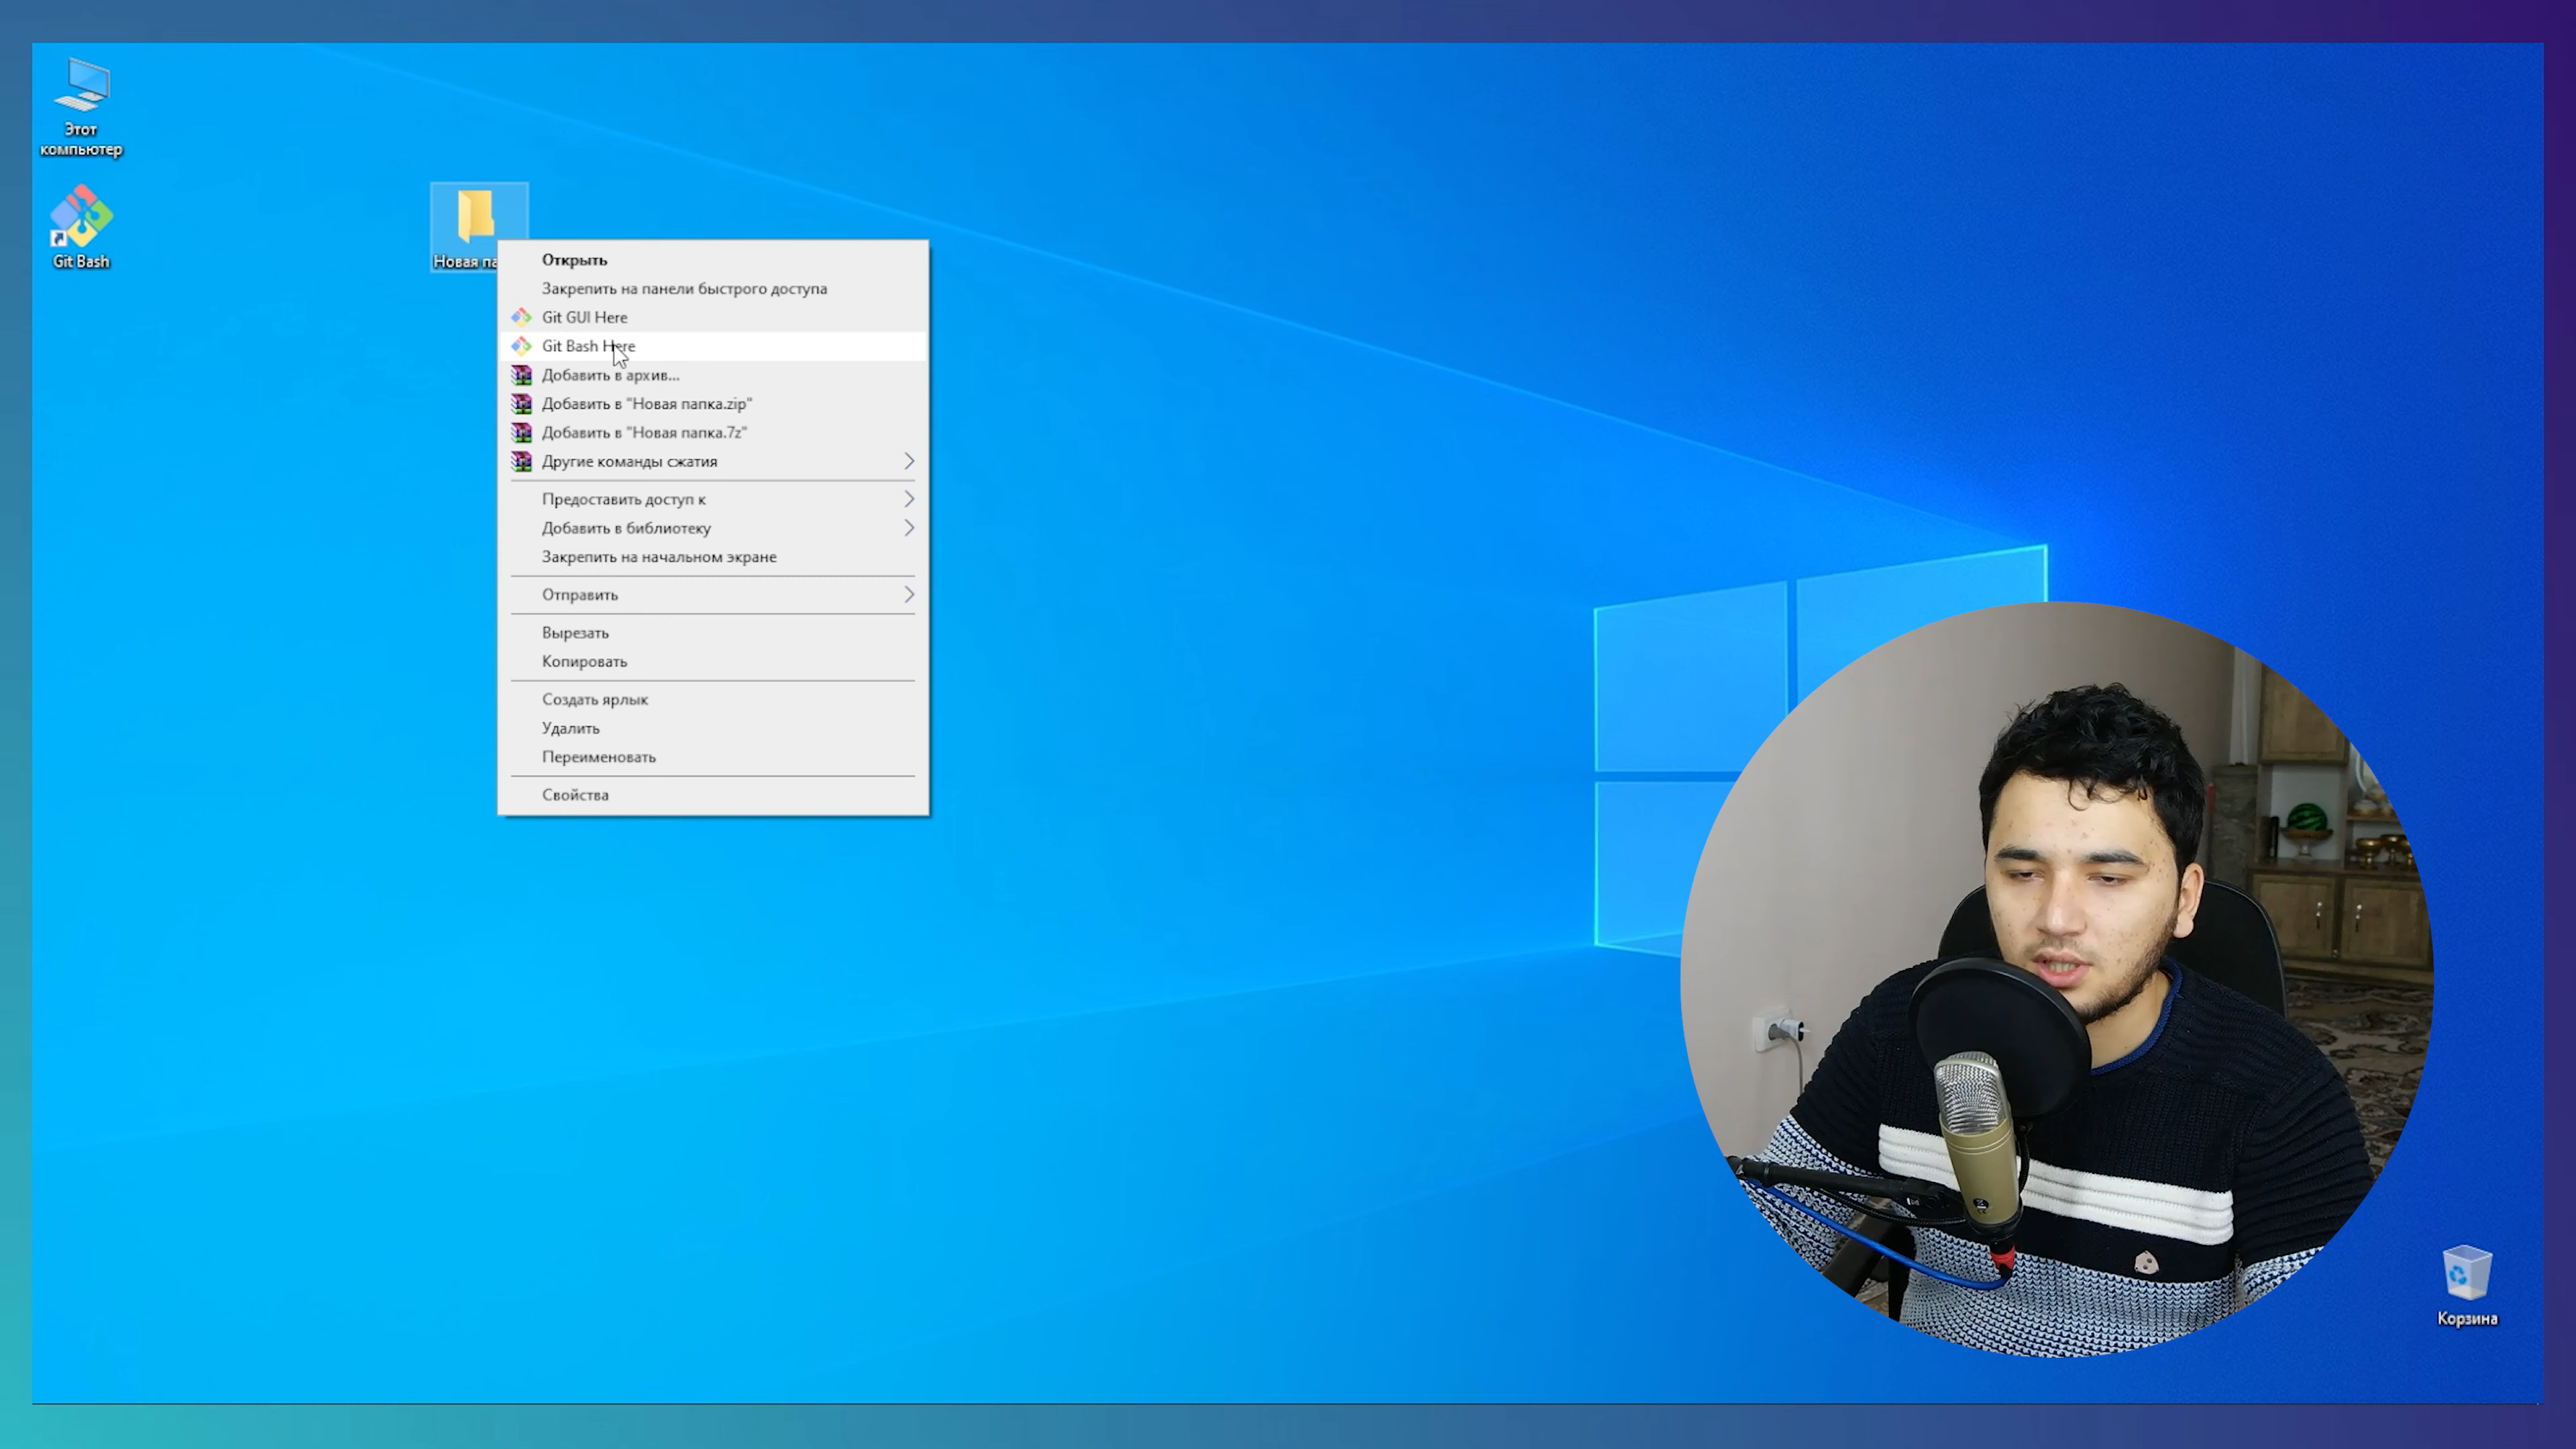 Этот
компьютер
Git Bash
Новая па
Открыть
Закрепить на панели быстрого доступа
Git GUI Here
Git Bash Here
Добавить в архив...
Добавить в "Новая папка.zip"
Добавить в "Новая папка.7z"
Другие команды сжатия
Предоставить доступ к
Добавить в библиотеку
Закрепить на начальном экране
Отправить
Вырезать
Копировать
Создать ярлык
Удалить
Переименовать
Свойства
Корзина